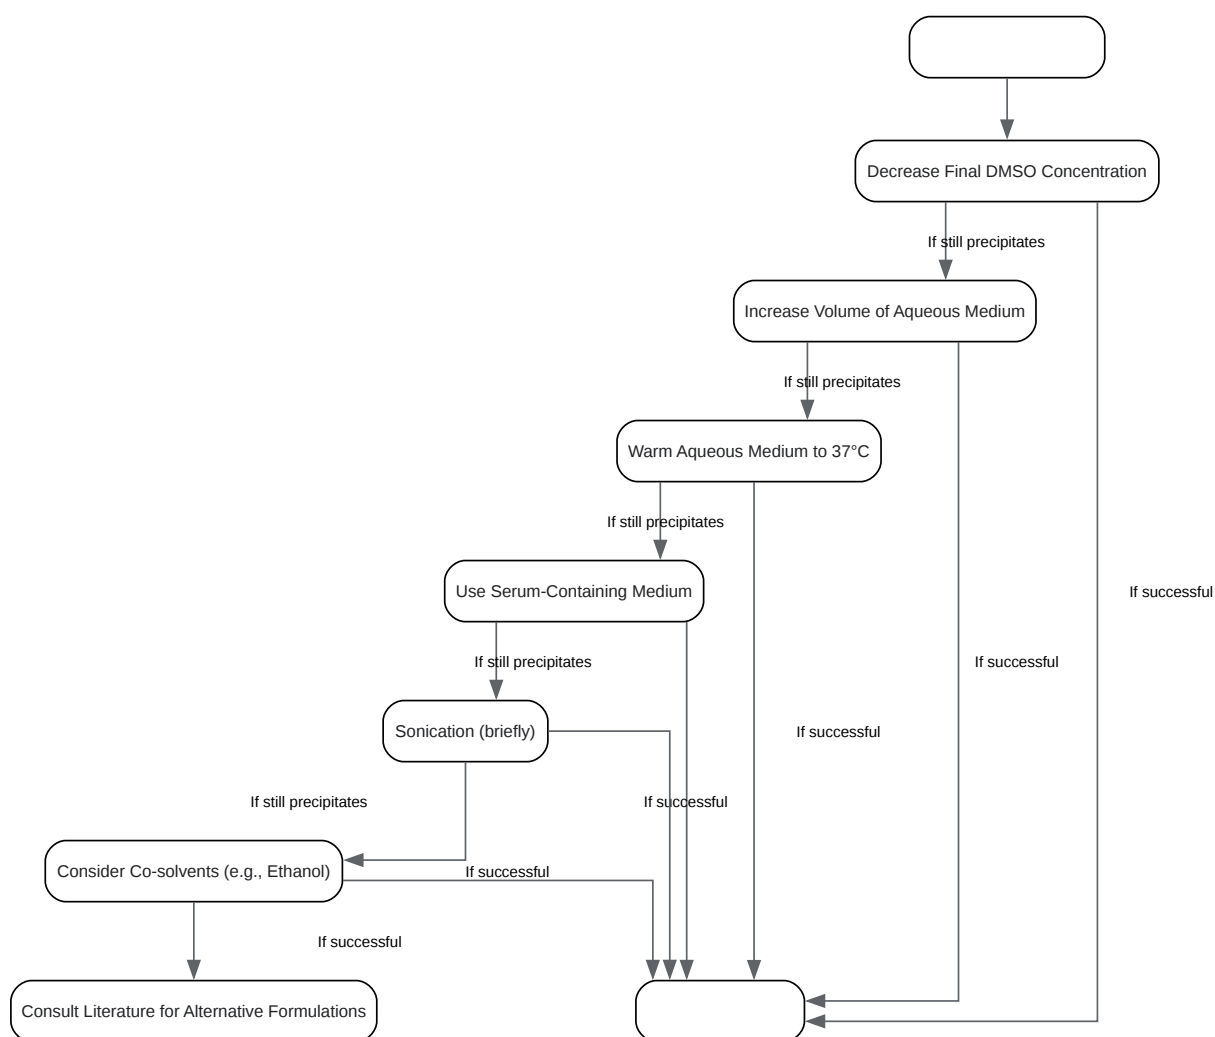 Decrease Final DMSO Concentration
If still precipitates
Increase Volume of Aqueous Medium
If still precipitates
Warm Aqueous Medium to 37°C
If still precipitates
Use Serum-Containing Medium
If successful
If still precipitates
If successful
Sonication (briefly)
If successful
If still precipitates
If successful
Consider Co-solvents (e.g., Ethanol)
If successful
If successful
Consult Literature for Alternative Formulations